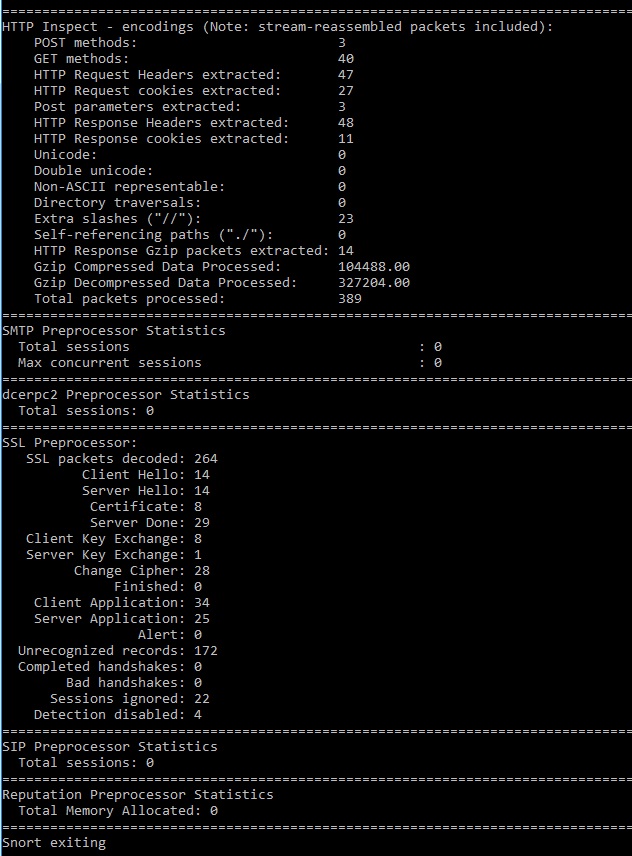 ===============================================================================
HTTP Inspect - encodings (Note: stream-reassembled packets included):
    POST methods:                         3
    GET methods:                          40
    HTTP Request Headers extracted:       47
    HTTP Request cookies extracted:       27
    Post parameters extracted:            3
    HTTP Response Headers extracted:      48
    HTTP Response cookies extracted:      11
    Unicode:                              0
    Double unicode:                       0
    Non-ASCII representable:              0
    Directory traversals:                 0
    Extra slashes ("//"):                 23
    Self-referencing paths ("./"):        0
    HTTP Response Gzip packets extracted: 14
    Gzip Compressed Data Processed:       104488.00
    Gzip Decompressed Data Processed:     327204.00
    Total packets processed:              389
===============================================================================
SMTP Preprocessor Statistics
  Total sessions                                    : 0
  Max concurrent sessions                           : 0
===============================================================================
dcerpc2 Preprocessor Statistics
  Total sessions: 0
===============================================================================
SSL Preprocessor:
   SSL packets decoded: 264
          Client Hello: 14
          Server Hello: 14
           Certificate: 8
           Server Done: 29
   Client Key Exchange: 8
   Server Key Exchange: 1
         Change Cipher: 28
              Finished: 0
    Client Application: 34
    Server Application: 25
                 Alert: 0
  Unrecognized records: 172
  Completed handshakes: 0
        Bad handshakes: 0
      Sessions ignored: 22
    Detection disabled: 4
===============================================================================
SIP Preprocessor Statistics
  Total sessions: 0
===============================================================================
Reputation Preprocessor Statistics
  Total Memory Allocated: 0
===============================================================================
Snort exiting